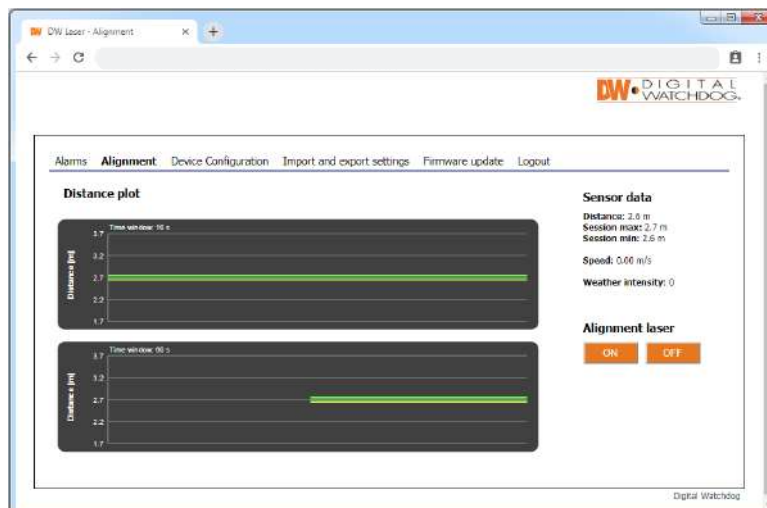 DW Laser - Alignment
DW DIGITAL
WATCHDOG
Alarms Alignment Device Configuration Import and export settings Firmware update Logout
Distance plot
Time window: 10 s
Distance [m]
3.7
3.2
2.7
2.2
1.7
Time window: 60 s
Distance [m]
3.7
3.2
2.7
2.2
1.7
Sensor data
Distance: 2.6 m
Session max: 2.7 m
Session min: 2.6 m
Speed: 0.00 m/s
Weather intensity: 0
Alignment laser
ON OFF
Digital Watchdog